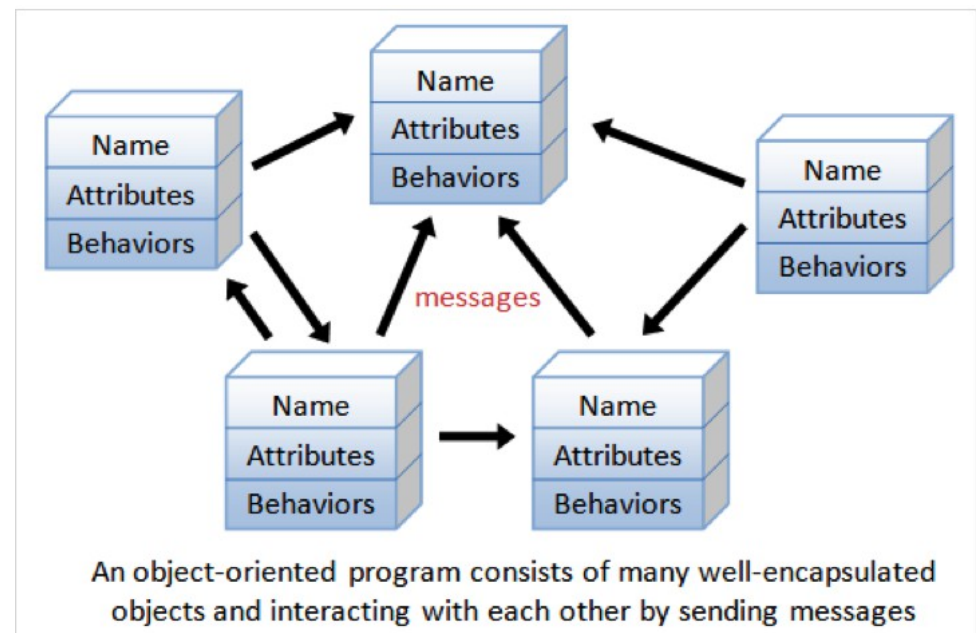 Name
Attributes
Behaviors
Name
Attributes
Behaviors
Name
Attributes
Behaviors
messages
Name
Attributes
Behaviors
Name
Attributes
Behaviors
An object-oriented program consists of many well-encapsulated
objects and interacting with each other by sending messages